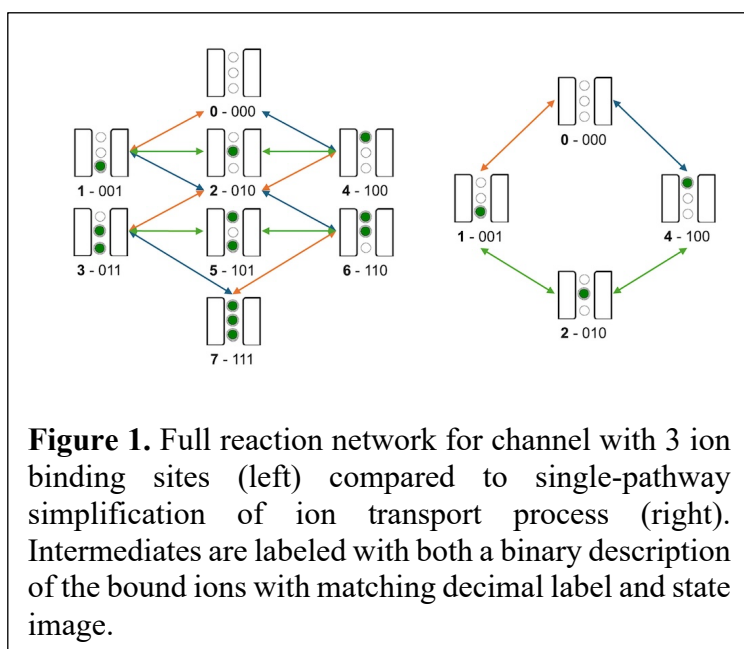 0 - 000
1 - 001
2 - 010
4 - 100
3 - 011
5 - 101
6 - 110
7 - 111
0 - 000
1 - 001
4 - 100
2 - 010
Figure 1. Full reaction network for channel with 3 ion
binding sites (left) compared to single-pathway
simplification of ion transport process (right).
Intermediates are labeled with both a binary description
of the bound ions with matching decimal label and state
image.